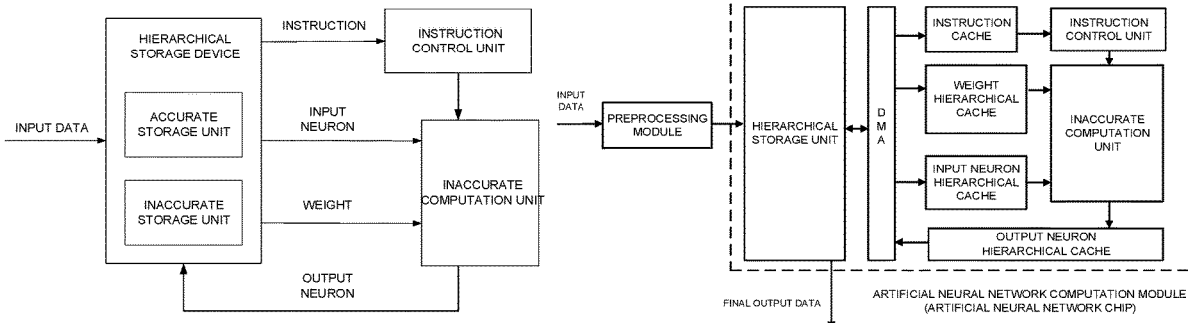 HIERARCHICAL
STORAGE DEVICE
INSTRUCTION
INSTRUCTION
CONTROL UNIT
INPUT DATA
ACCURATE
STORAGE UNIT
INPUT
NEURON
INACCURATE
STORAGE UNIT
WEIGHT
INACCURATE
COMPUTATION UNIT
OUTPUT
NEURON
INPUT
DATA
PREPROCESSING
MODULE
HIERARCHICAL
STORAGE UNIT
D
M
A
INSTRUCTION
CACHE
INSTRUCTION
CONTROL UNIT
WEIGHT
HIERARCHICAL
CACHE
INACCURATE
COMPUTATION
UNIT
INPUT NEURON
HIERARCHICAL
CACHE
OUTPUT NEURON
HIERARCHICAL CACHE
FINAL OUTPUT DATA
ARTIFICIAL NEURAL NETWORK COMPUTATION MODULE
(ARTIFICIAL NEURAL NETWORK CHIP)